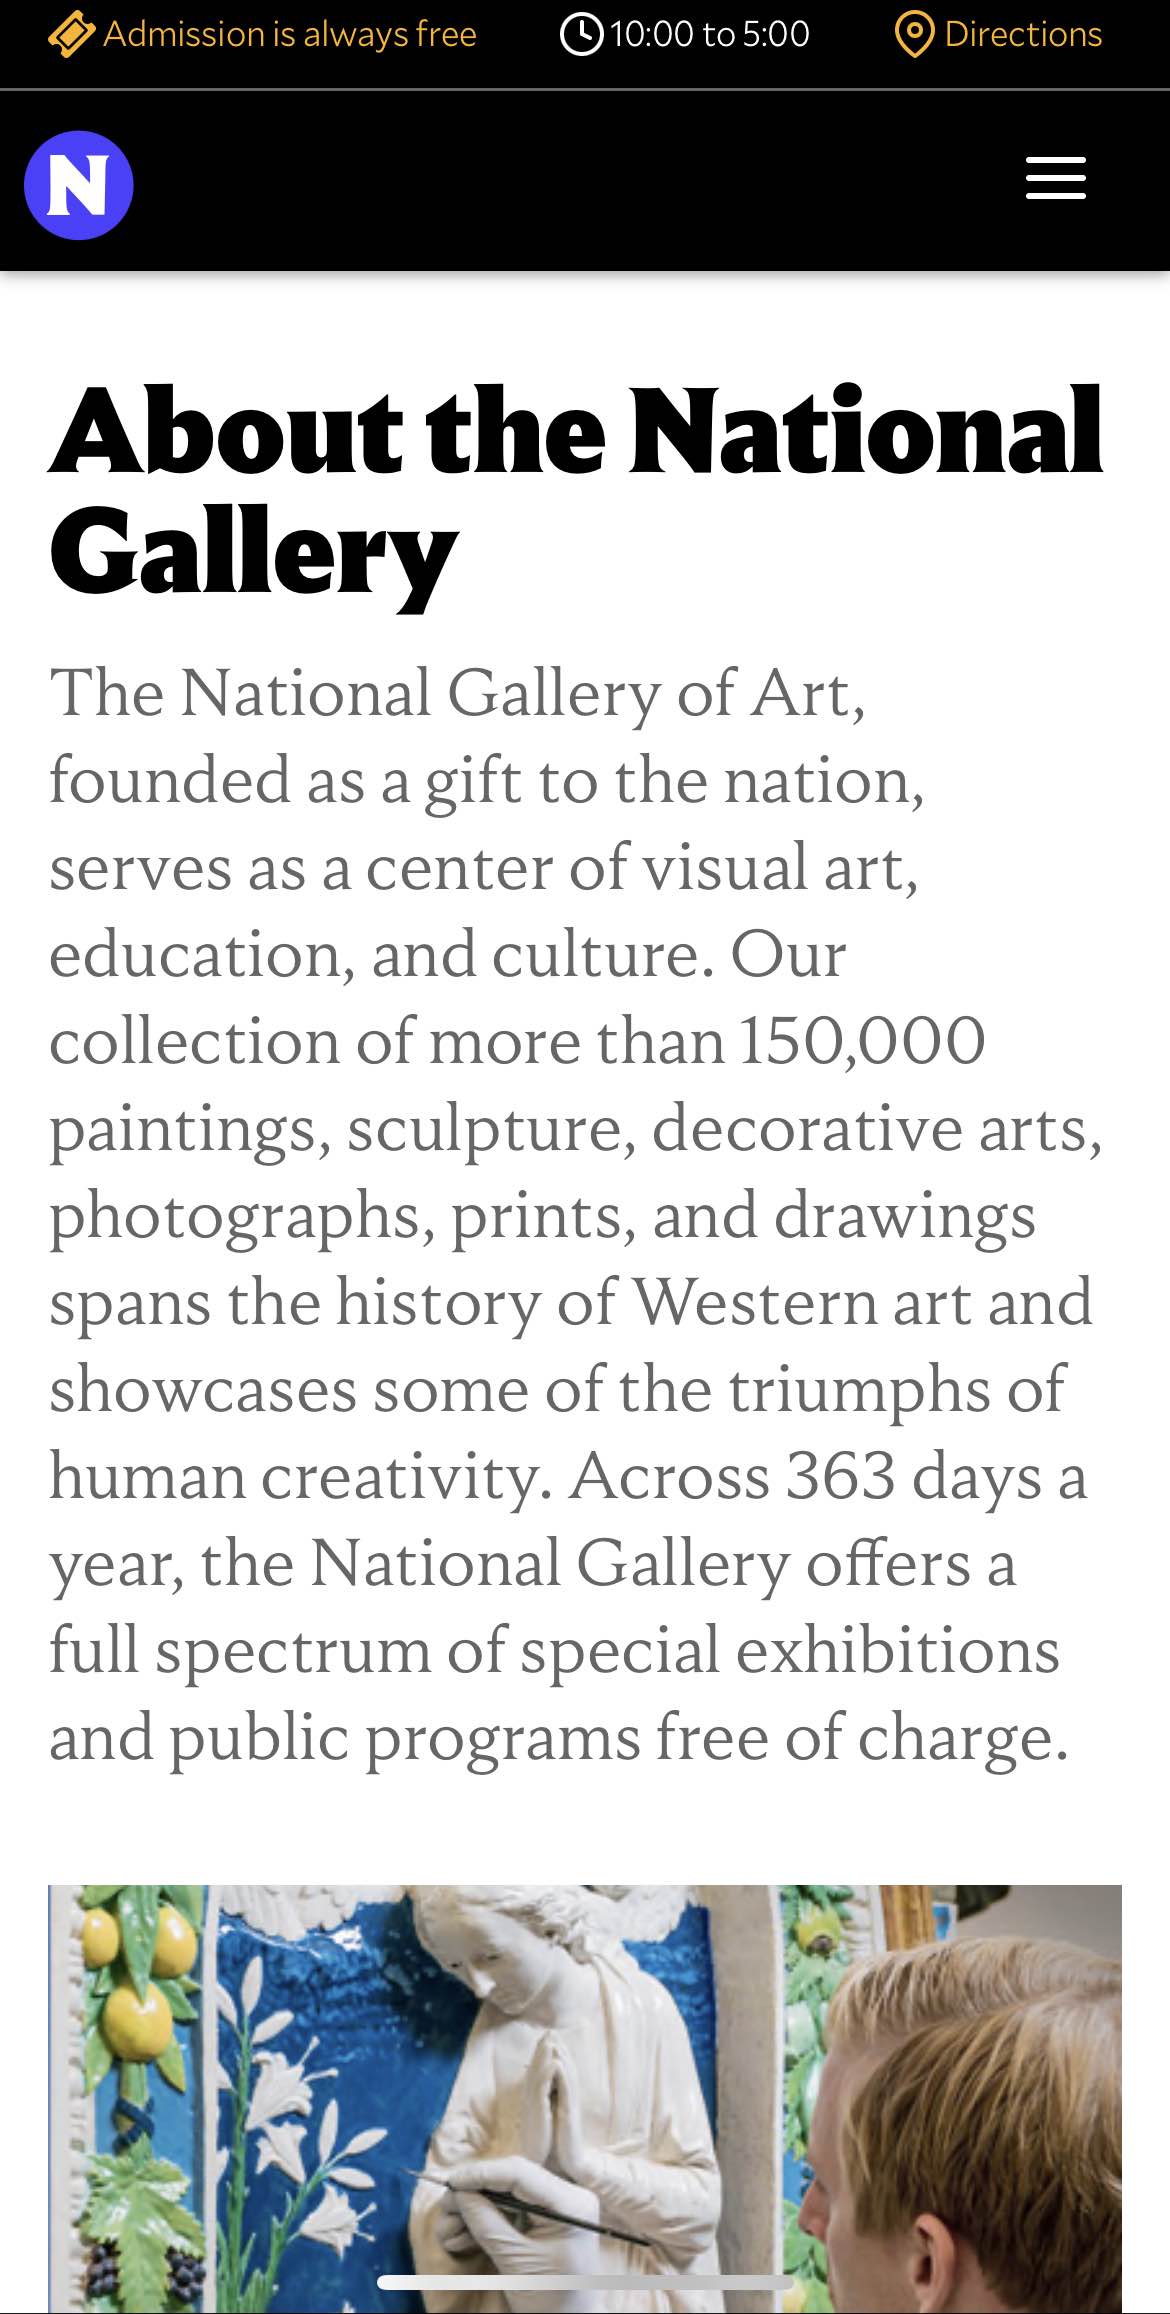 Admission is always free
10:00 to 5:00
Directions
N
About the National
Gallery
The National Gallery of Art,
founded as a gift to the nation,
serves as a center of visual art,
education, and culture. Our
collection of more than 150,000
paintings, sculpture, decorative arts,
photographs, prints, and drawings
spans the history of Western art and
showcases some of the triumphs of
human creativity. Across 363 days a
year, the National Gallery offers a
full spectrum of special exhibitions
and public programs free of charge.